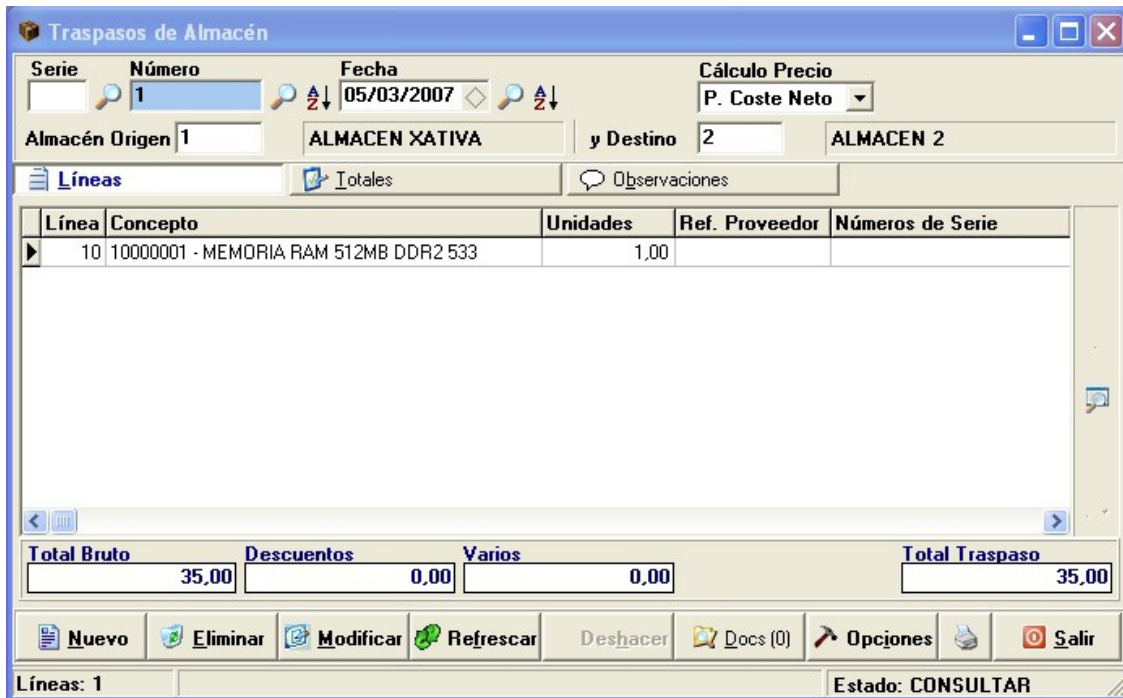 Traspasos de Almacén
Serie Número Fecha Cálculo Precio
1 05/03/2007 P. Coste Neto
Almacén Origen 1 ALMACEN XATIVA y Destino 2 ALMACEN 2
Líneas Totales Observaciones
Línea Concepto Unidades Ref. Proveedor Números de Serie
10 10000001 - MEMORIA RAM 512MB DDR2 533 1,00
Total Bruto Descuentos Varios Total Traspaso
35,00 0,00 0,00 35,00
Nuevo Eliminar Modificar Refrescar Deshacer Docs (0) Opciones Salir
Líneas: 1 Estado: CONSULTAR